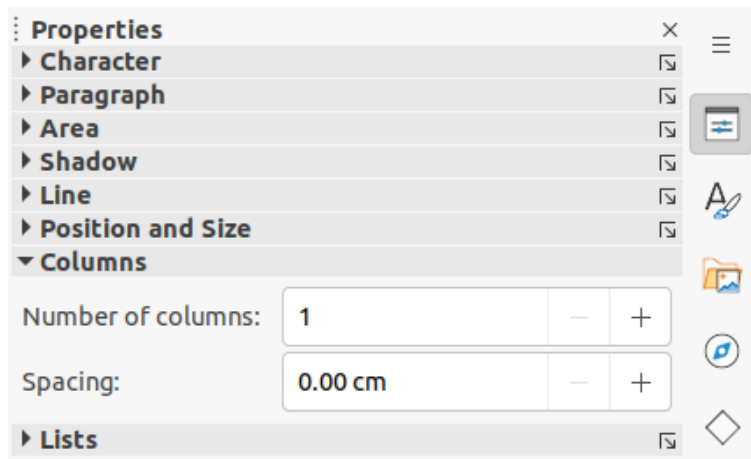 Properties
Character
Paragraph
Area
Shadow
Line
Position and Size
Columns
Number of columns: 1
Spacing: 0.00 cm
Lists